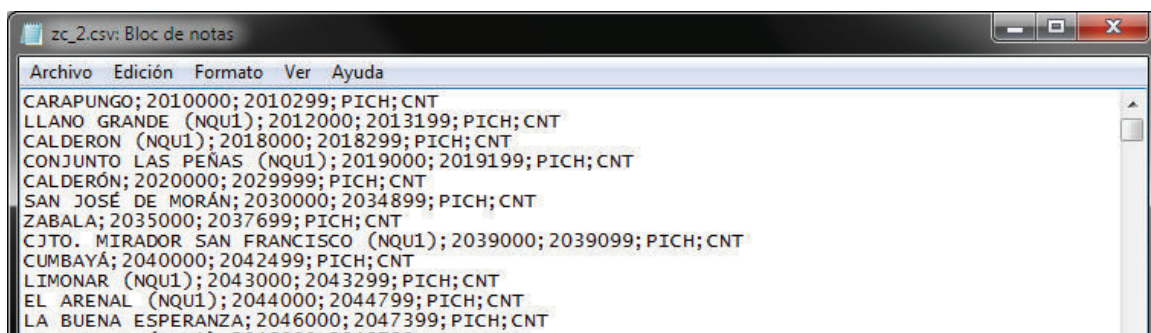 zc_2.csv: Bloc de notas
Archivo Edición Formato Ver Ayuda
CARAPUNGO;2010000;2010299;PICH;CNT
LLANO GRANDE (NQU1);2012000;2013199;PICH;CNT
CALDERON (NQU1);2018000;2018299;PICH;CNT
CONJUNTO LAS PEÑAS (NQU1);2019000;2019199;PICH;CNT
CALDERÓN;2020000;2029999;PICH;CNT
SAN JOSÉ DE MORÁN;2030000;2034899;PICH;CNT
ZABALA;2035000;2037699;PICH;CNT
CJTO. MIRADOR SAN FRANCISCO (NQU1);2039000;2039099;PICH;CNT
CUMBAYÁ;2040000;2042499;PICH;CNT
LIMONAR (NQU1);2043000;2043299;PICH;CNT
EL ARENAL (NQU1);2044000;2044799;PICH;CNT
LA BUENA ESPERANZA;2046000;2047399;PICH;CNT